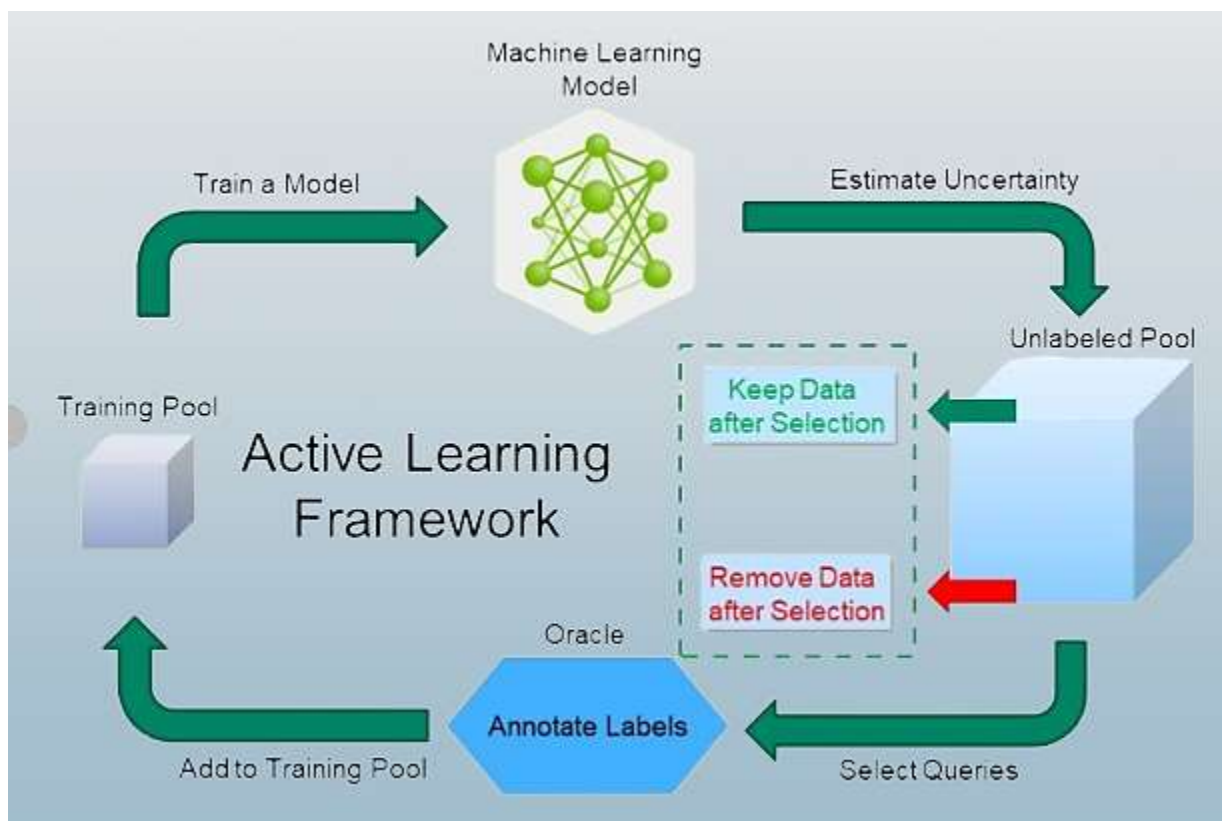 Machine Learning
Model
Train a Model
Estimate Uncertainty
Unlabeled Pool
Keep Data
after Selection
Training Pool
Active Learning
Framework
Remove Data
after Selection
Oracle
Annotate Labels
Add to Training Pool
Select Queries